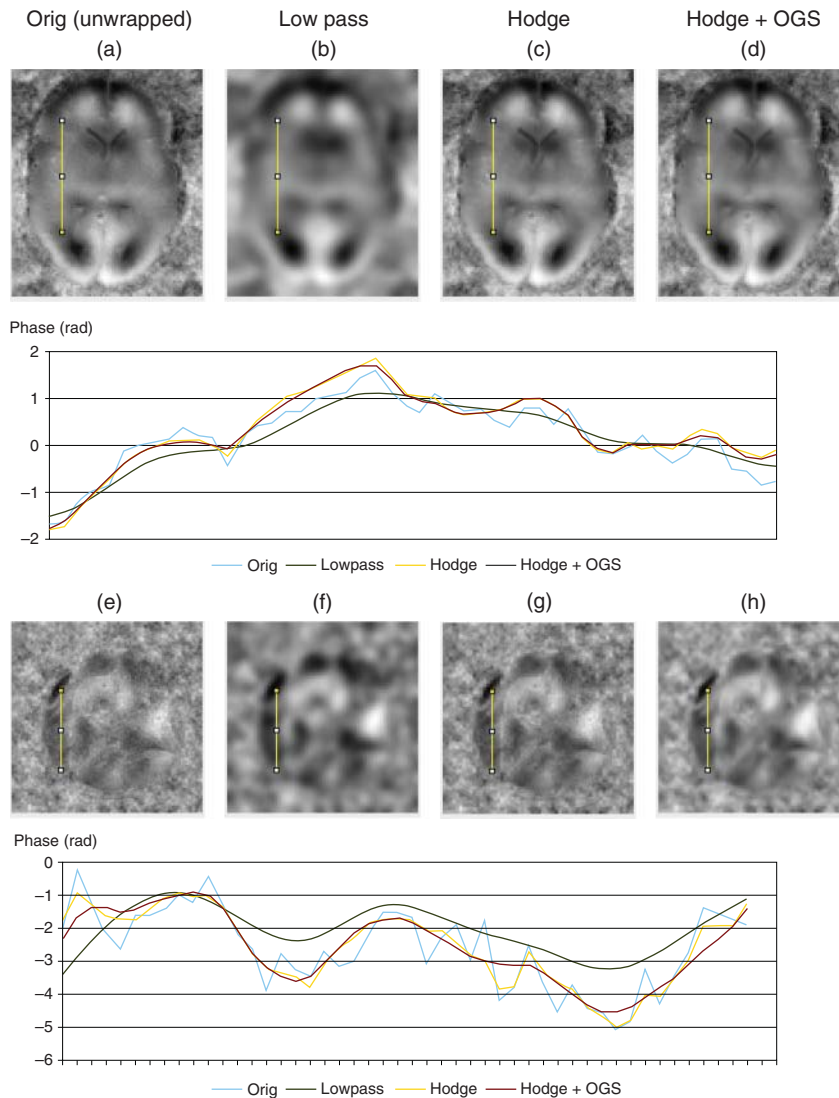 Orig (unwrapped) Low pass Hodge Hodge + OGS
(a) (b) (c) (d)
Phase (rad)
2
1
0
–1
–2
Orig Lowpass Hodge Hodge + OGS
(e) (f) (g) (h)
Phase (rad)
0
–1
–2
–3
–4
–5
–6
Orig Lowpass Hodge Hodge + OGS